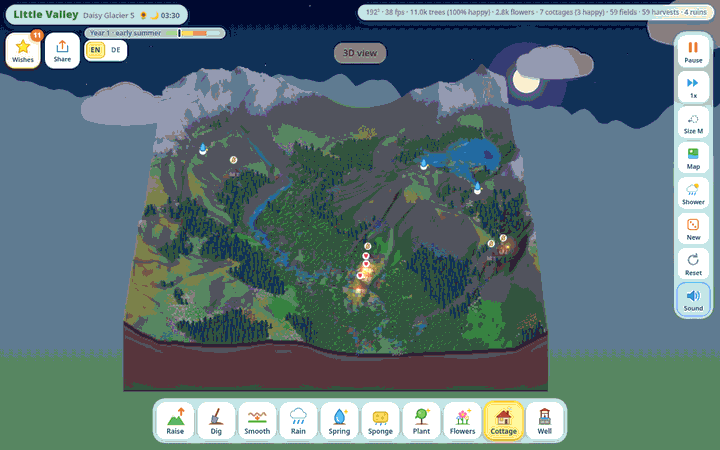 Little Valley Daisy Glacier 5 03:30
192² · 38 fps · 11.0k trees (100% happy) · 2.8k flowers · 7 cottages (3 happy) · 59 fields · 59 harvests · 4 ruins
Year 1 · early summer
11
Wishes
Share
EN DE
3D view
Pause
1x
Size M
Map
Shower
New
Reset
Sound
Raise Dig Smooth Rain Spring Sponge Plant Flowers Cottage Well